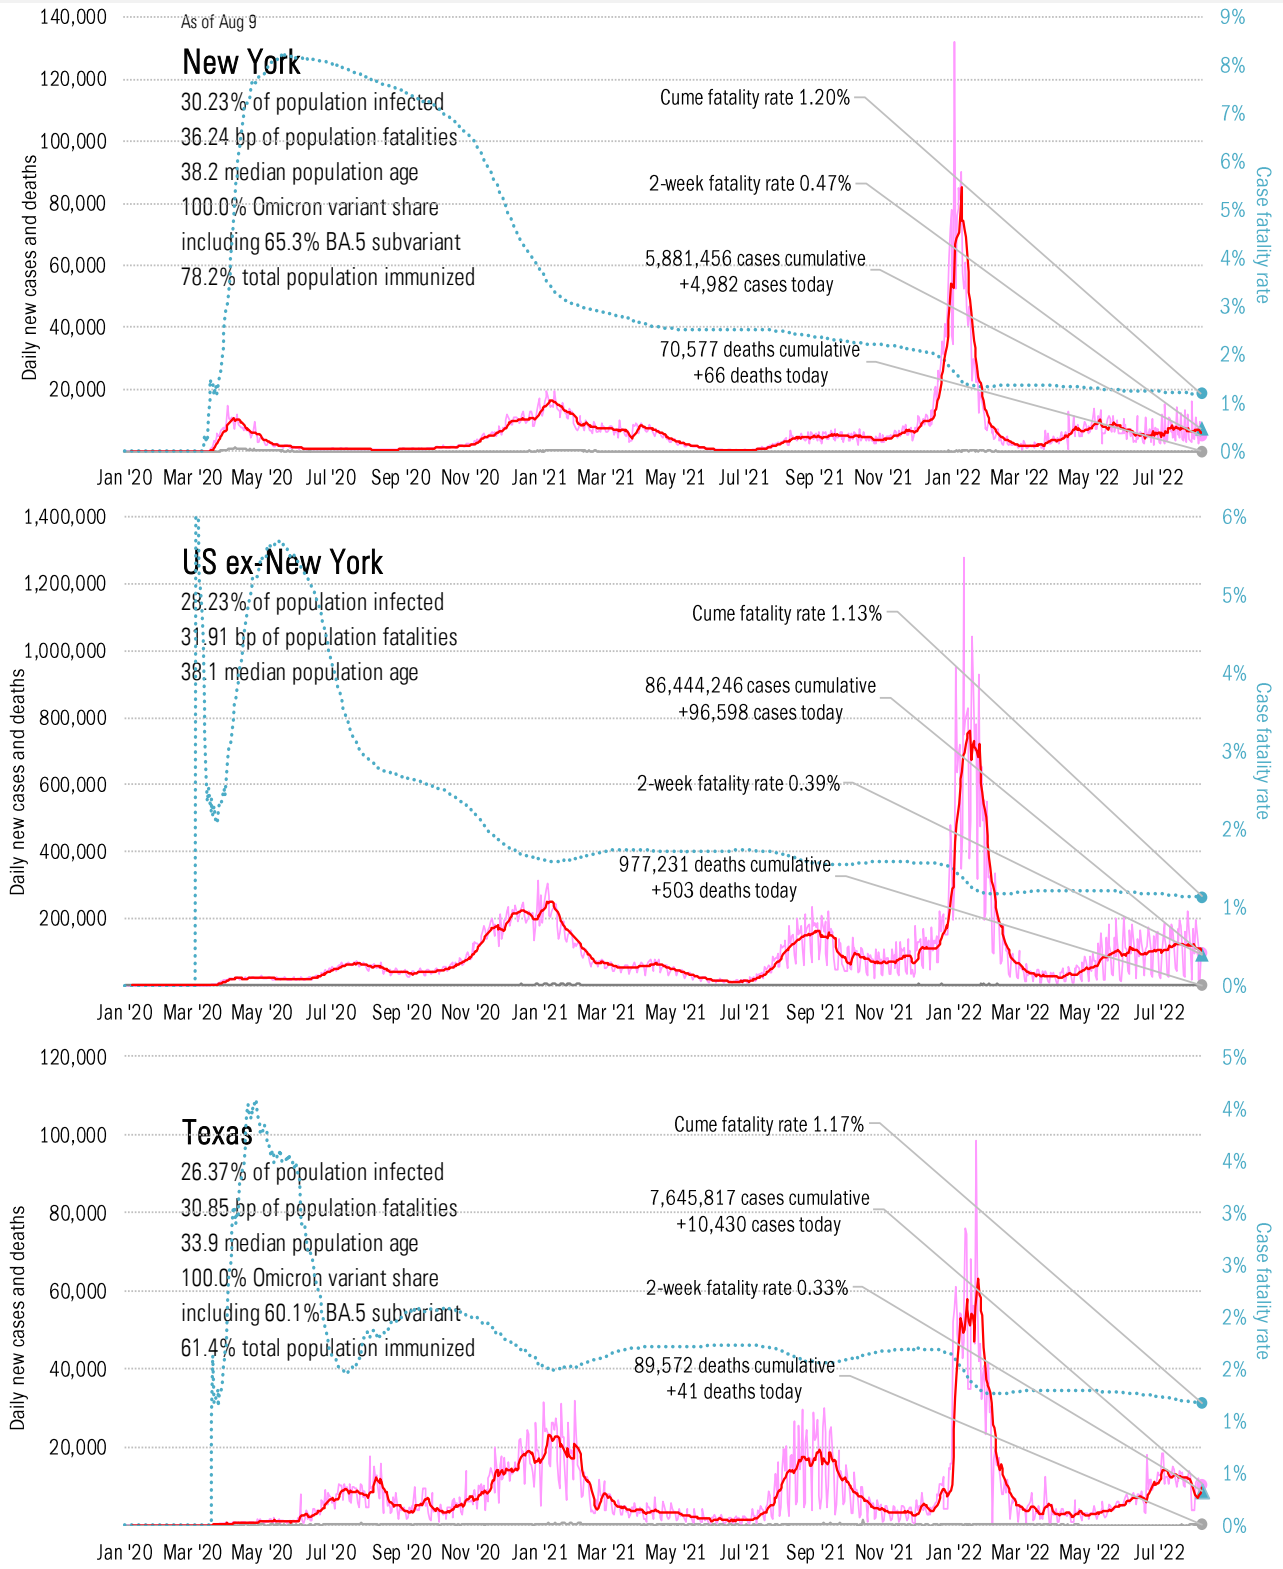 As of Aug 9
New York
30.23% of population infected
36.24 bp of population fatalities
38.2 median population age
100.0% Omicron variant share
including 65.3% BA.5 subvariant
78.2% total population immunized
Cume fatality rate 1.20%
2-week fatality rate 0.47%
5,881,456 cases cumulative
+4,982 cases today
70,577 deaths cumulative
+66 deaths today
Daily new cases and deaths
140,000
120,000
100,000
80,000
60,000
40,000
20,000
Case fatality rate
9%
8%
7%
6%
5%
4%
3%
2%
1%
0%
Jan '20 Mar '20 May '20 Jul '20 Sep '20 Nov '20 Jan '21 Mar '21 May '21 Jul '21 Sep '21 Nov '21 Jan '22 Mar '22 May '22 Jul '22
US ex-New York
28.23% of population infected
31.91 bp of population fatalities
38.1 median population age
Cume fatality rate 1.13%
86,444,246 cases cumulative
+96,598 cases today
2-week fatality rate 0.39%
977,231 deaths cumulative
+503 deaths today
Daily new cases and deaths
1,400,000
1,200,000
1,000,000
800,000
600,000
400,000
200,000
Case fatality rate
6%
5%
4%
3%
2%
1%
0%
Jan '20 Mar '20 May '20 Jul '20 Sep '20 Nov '20 Jan '21 Mar '21 May '21 Jul '21 Sep '21 Nov '21 Jan '22 Mar '22 May '22 Jul '22
Texas
26.37% of population infected
30.85 bp of population fatalities
33.9 median population age
100.0% Omicron variant share
including 60.1% BA.5 subvariant
61.4% total population immunized
Cume fatality rate 1.17%
7,645,817 cases cumulative
+10,430 cases today
2-week fatality rate 0.33%
89,572 deaths cumulative
+41 deaths today
Daily new cases and deaths
120,000
100,000
80,000
60,000
40,000
20,000
Case fatality rate
5%
4%
4%
3%
3%
2%
2%
1%
1%
0%
Jan '20 Mar '20 May '20 Jul '20 Sep '20 Nov '20 Jan '21 Mar '21 May '21 Jul '21 Sep '21 Nov '21 Jan '22 Mar '22 May '22 Jul '22